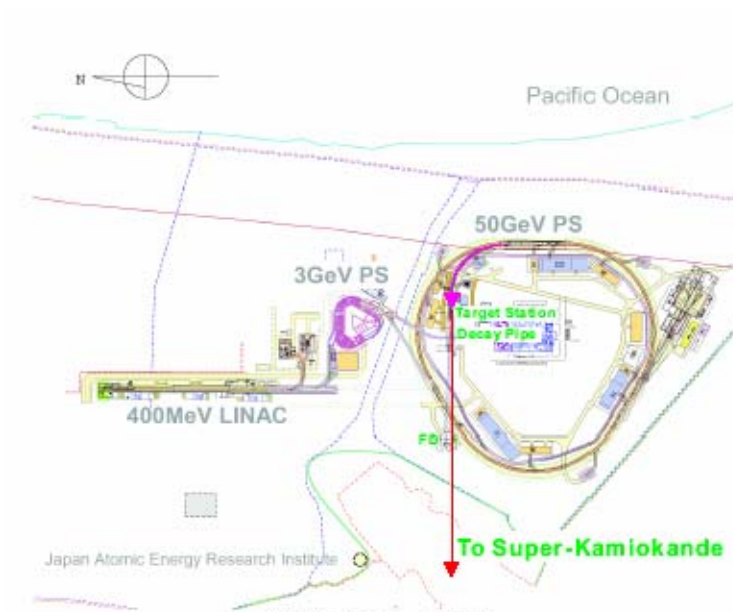 N
Pacific Ocean
50GeV PS
3GeV PS
Target Station
Decay Pipe
400MeV LINAC
FD
To Super-Kamiokande
Japan Atomic Energy Research Institute